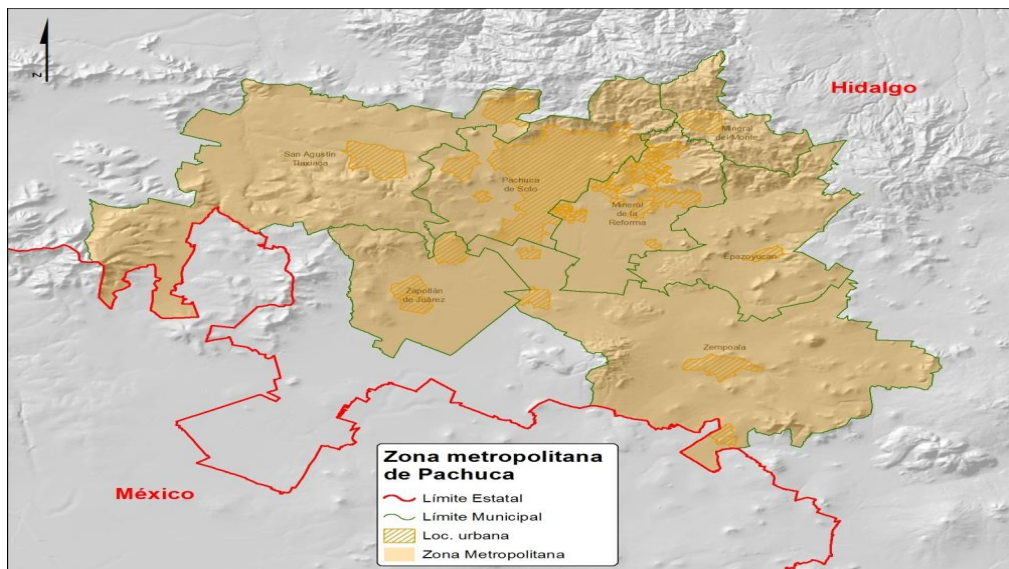 Hidalgo
Mineral
del Monte
San Agustín
Tlaxiaca
Pachuca
de Soto
Mineral
de la
Reforma
Epazoyucan
Zapotlán
de Juárez
Zempoala
México
Zona metropolitana
de Pachuca
Límite Estatal
Límite Municipal
Loc. urbana
Zona Metropolitana
Z